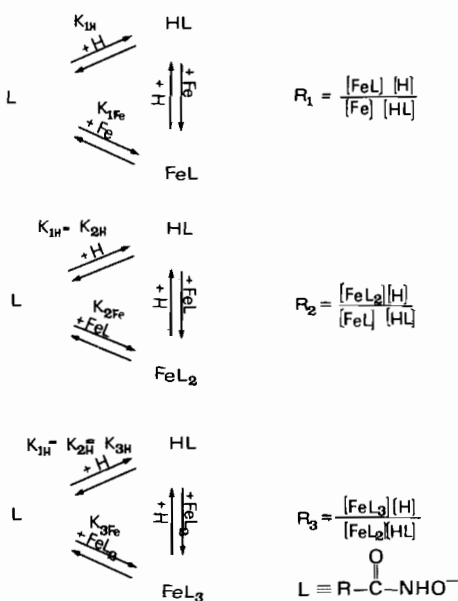 K₁H
+ H
HL
L
+ H
+ Fe
R₁ = [FeL] [H] / [Fe] [HL]
K₁Fe
+ Fe
FeL
K₁H = K₂H
+ H
HL
L
+ H
+ FeL
R₂ = [FeL₂][H] / [FeL] [HL]
K₂Fe
+ FeL
FeL₂
K₁H = K₂H = K₃H
+ H
HL
L
+ H
+ FeL₂
R₃ = [FeL₃][H] / [FeL₂][HL]
K₃Fe
+ FeL₂
FeL₃
O
L ≡ R–C–NHO⁻